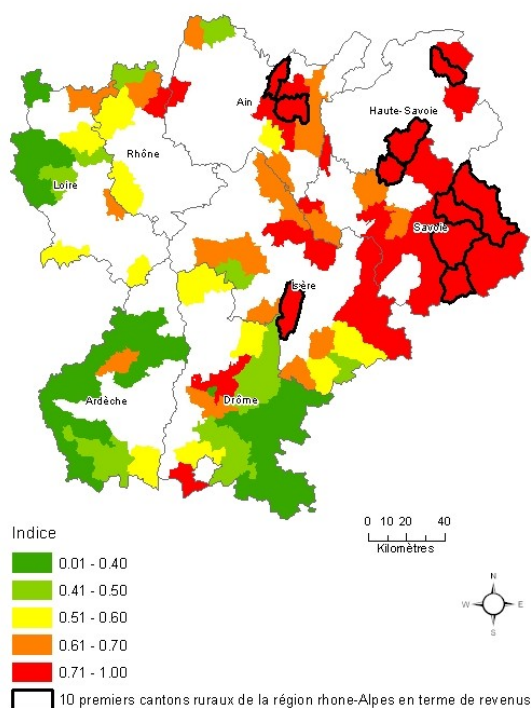 Ain
Haute-Savoie
Rhône
Loire
Savoie
Isère
Ardèche
Drôme
Indice
0.01 - 0.40
0.41 - 0.50
0.51 - 0.60
0.61 - 0.70
0.71 - 1.00
10 premiers cantons ruraux de la région rhone-Alpes en terme de revenus
0 10 20 40
Kilomètres
N
W E
S